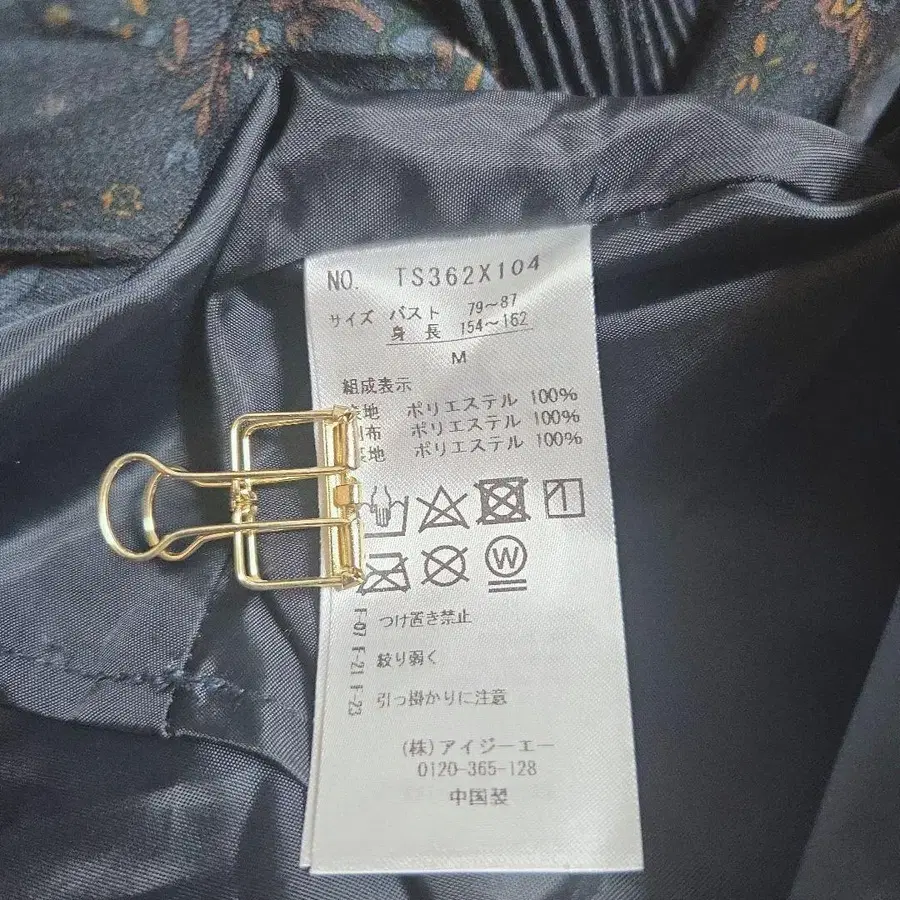 NO. TS362X104
サイズ バスト 79~87
身長 154~162
M
組成表示
表地 ポリエステル 100%
別布 ポリエステル 100%
裏地 ポリエステル 100%
W
F-07 F-21 F-23
つけ置き禁止
絞り弱く
引っ掛かりに注意
(株)アイジーエー
0120-365-128
中国製